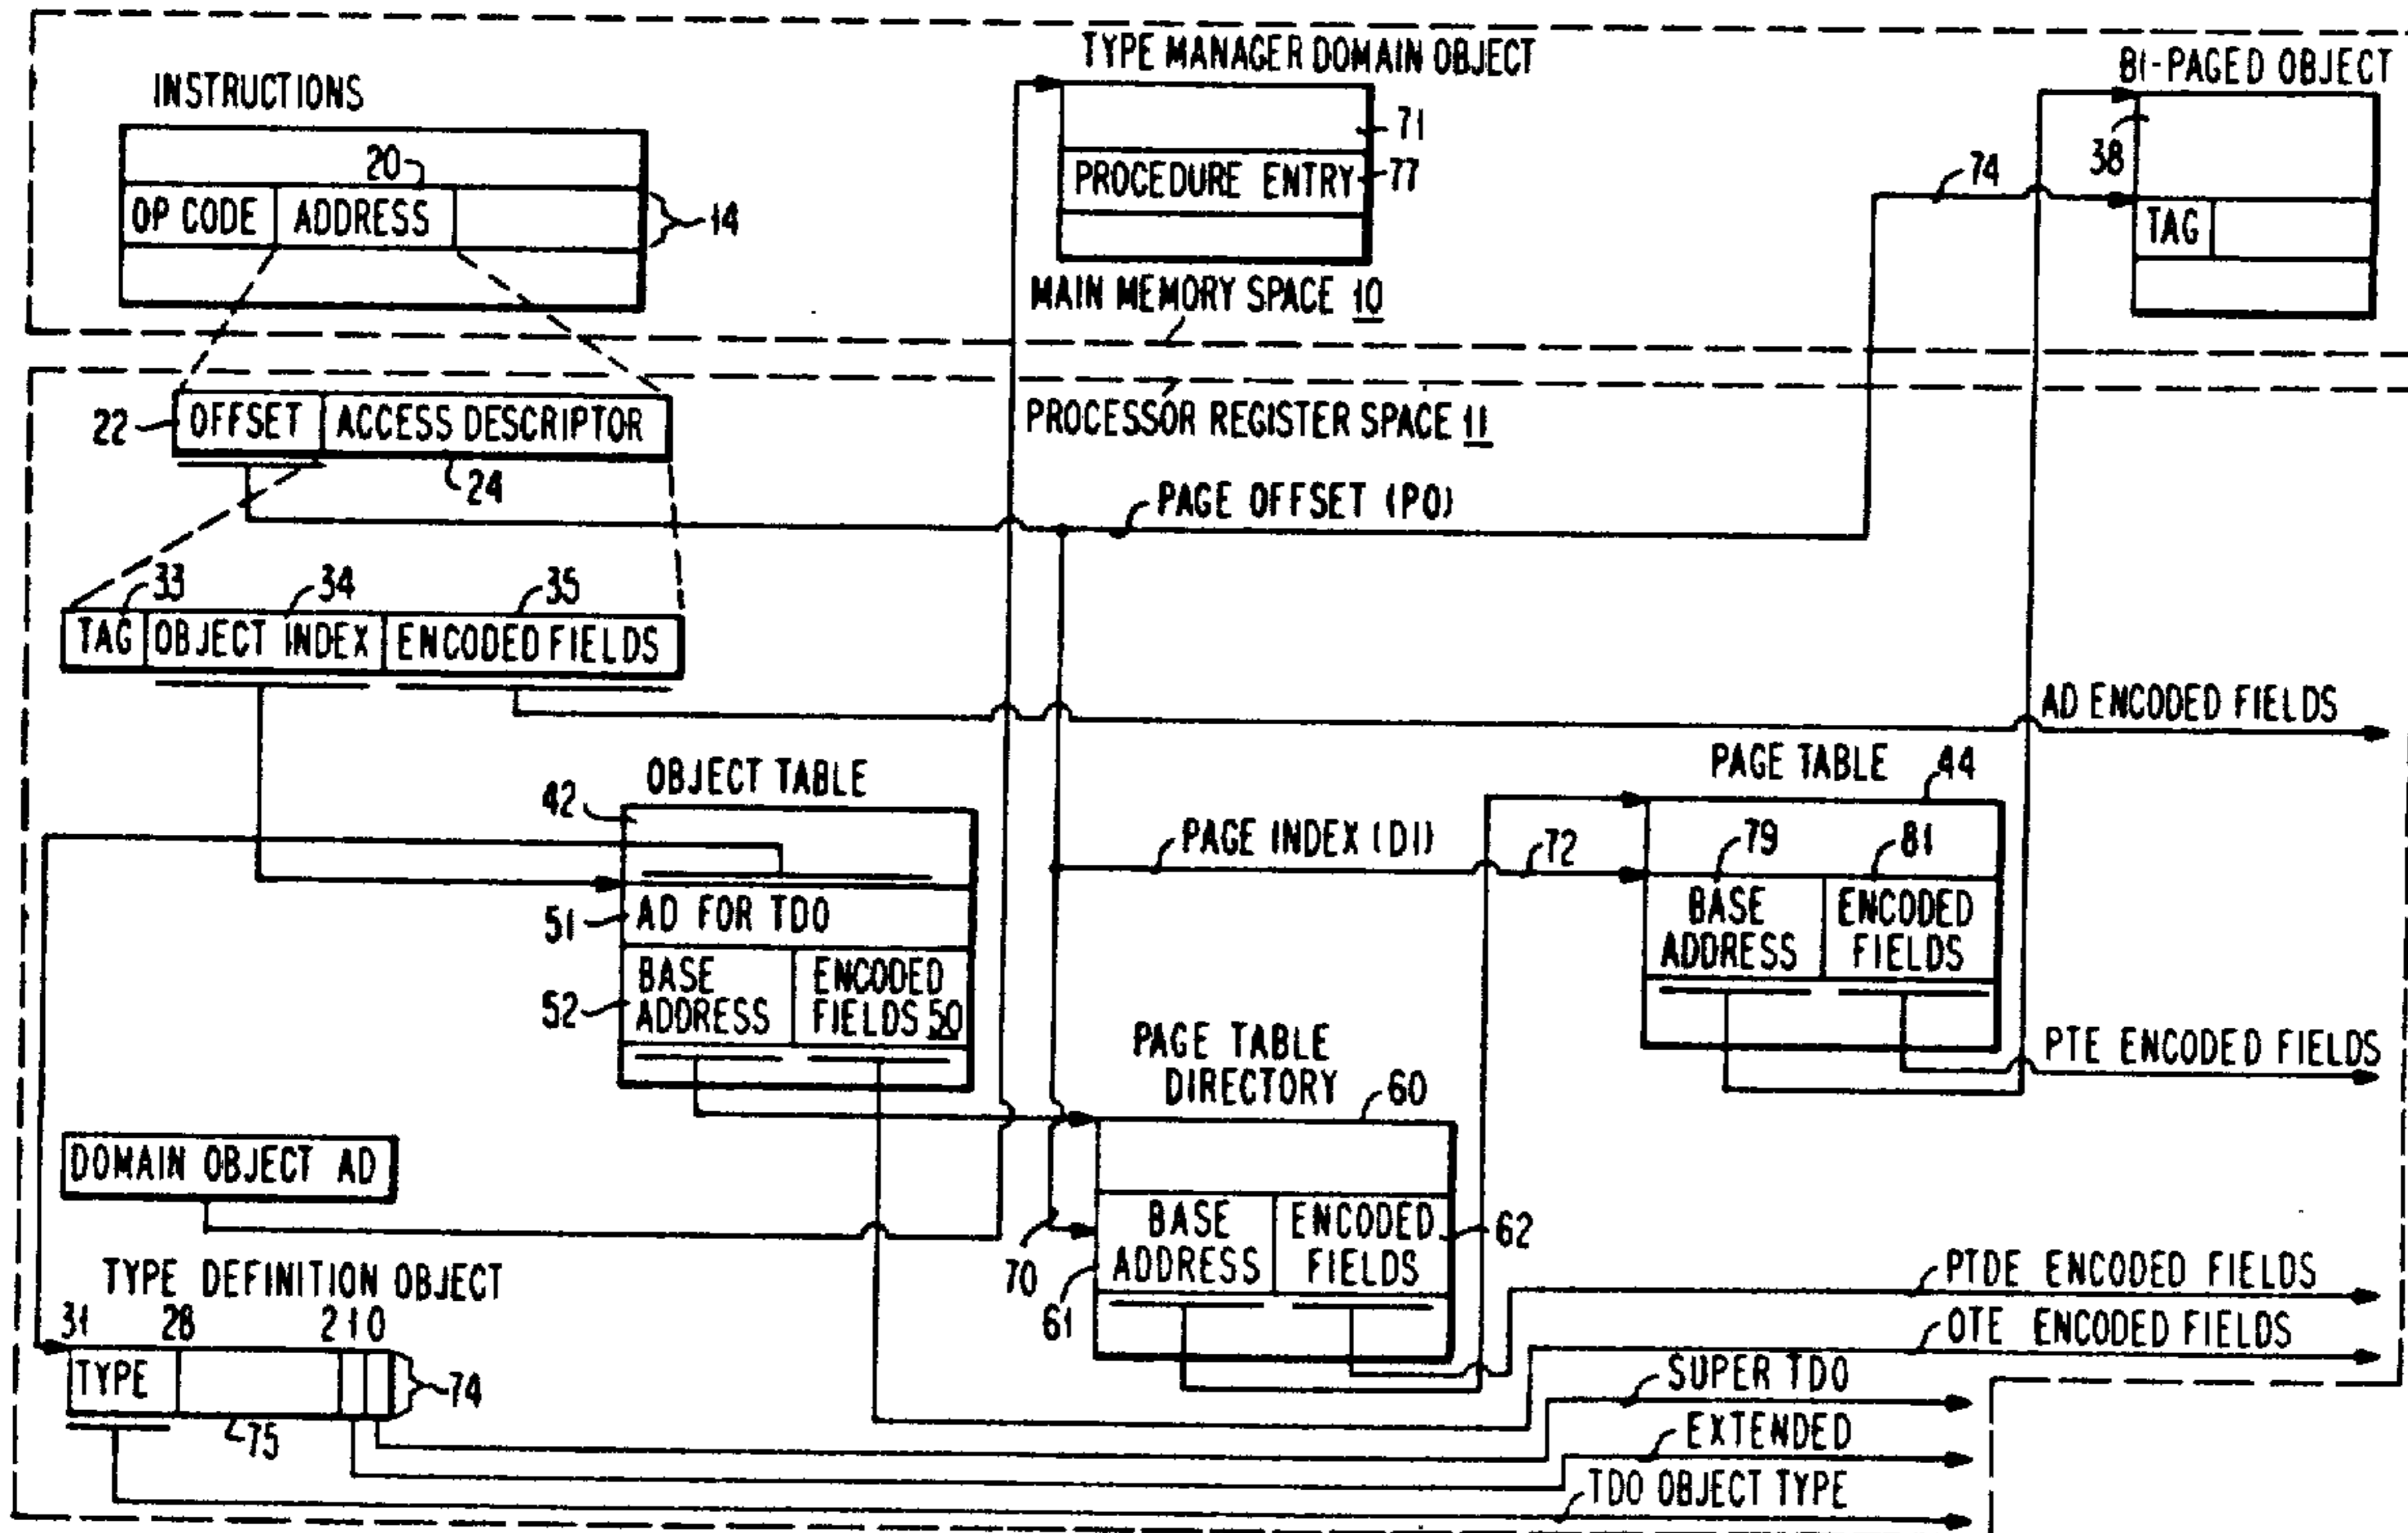 TYPE MANAGER DOMAIN OBJECT
BI-PAGED OBJECT
INSTRUCTIONS
71
20
38
74
PROCEDURE ENTRY
77
OP CODE
ADDRESS
14
TAG
MAIN MEMORY SPACE 10
22
OFFSET
ACCESS DESCRIPTOR
PROCESSOR REGISTER SPACE 11
24
PAGE OFFSET (PO)
33
34
35
TAG
OBJECT INDEX
ENCODED FIELDS
AD ENCODED FIELDS
OBJECT TABLE
PAGE TABLE
44
42
PAGE INDEX (DI)
72
79
81
51
AD FOR TDO
BASE
ADDRESS
ENCODED
FIELDS
52
BASE
ADDRESS
ENCODED
FIELDS 50
PAGE TABLE
DIRECTORY
60
PTE ENCODED FIELDS
DOMAIN OBJECT AD
70
61
BASE
ADDRESS
ENCODED
FIELDS
62
TYPE DEFINITION OBJECT
PTDE ENCODED FIELDS
31
28
2 1 0
OTE ENCODED FIELDS
TYPE
74
SUPER TDO
75
EXTENDED
TDO OBJECT TYPE